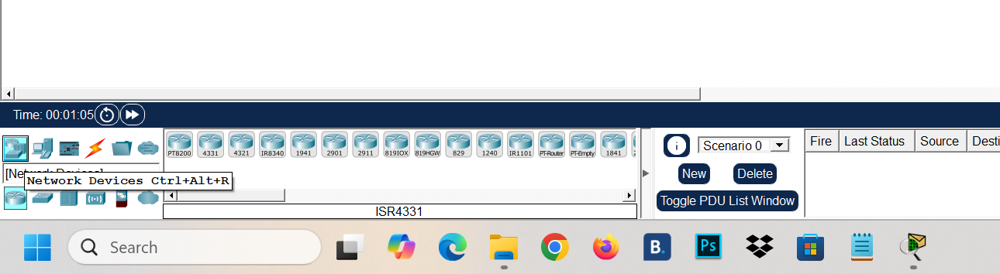 Time: 00:01:05
PT8200 4331 4321 IR8340 1941 2901 2911 819IOX 819HGW 829 1240 IR1101 PT-Router PT-Empty 1841
Scenario 0
Fire Last Status Source Desti
[Network Devices]
Network Devices Ctrl+Alt+R
New Delete
Toggle PDU List Window
ISR4331
Search
B.
Ps